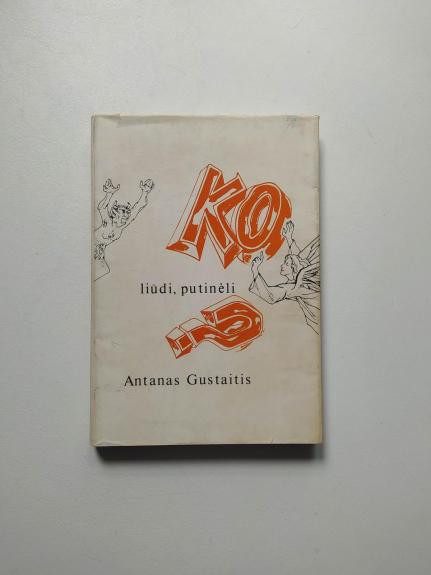 KO
liūdi, putinėli
?
Antanas Gustaitis